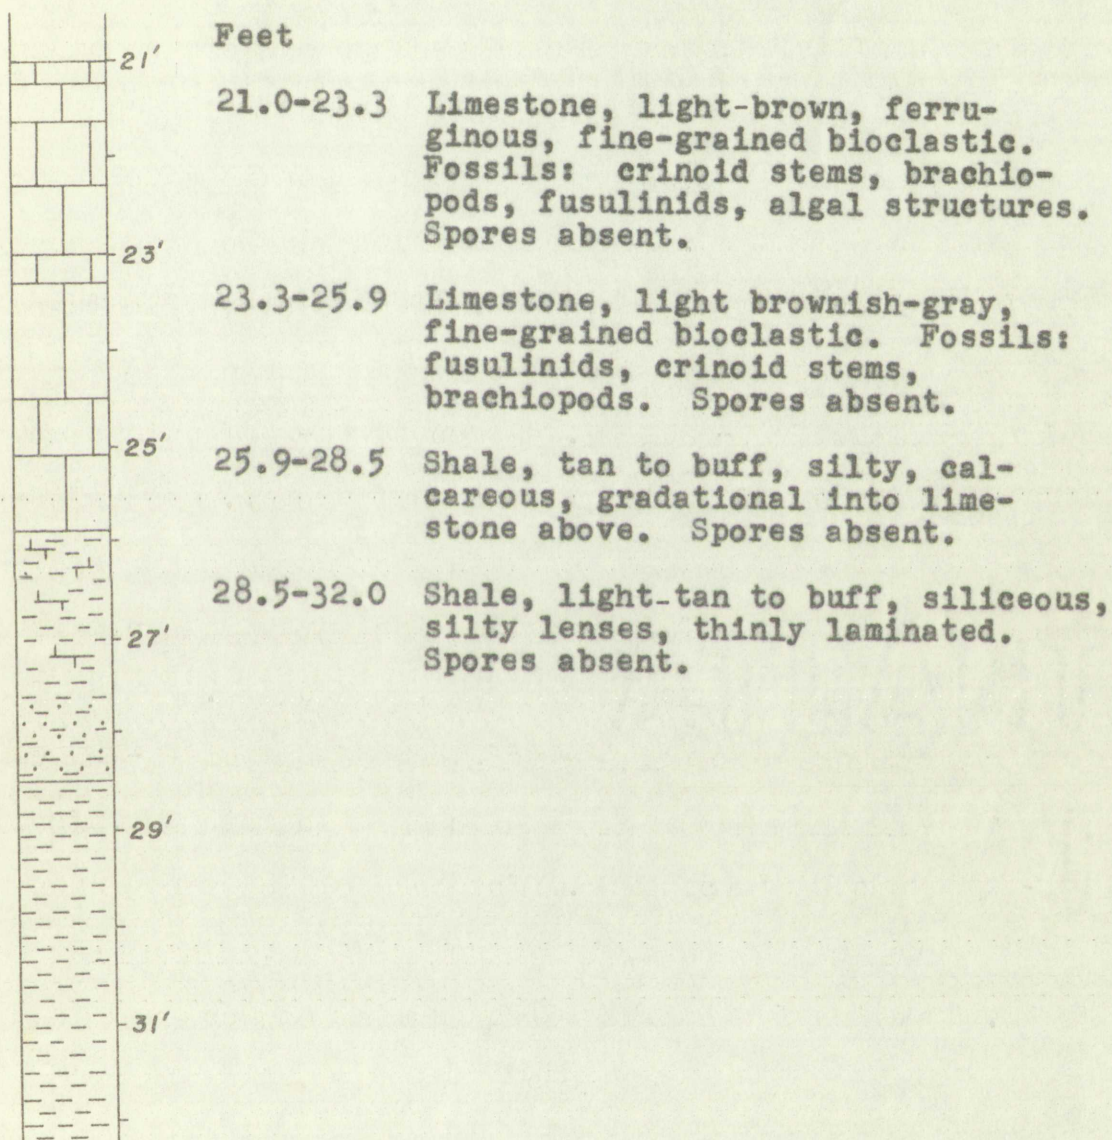 Feet
21'
21.0-23.3 Limestone, light-brown, ferru-
ginous, fine-grained bioclastic.
Fossils: crinoid stems, brachio-
pods, fusulinids, algal structures.
Spores absent.
23'
23.3-25.9 Limestone, light brownish-gray,
fine-grained bioclastic. Fossils:
fusulinids, crinoid stems,
brachiopods. Spores absent.
25'
25.9-28.5 Shale, tan to buff, silty, cal-
careous, gradational into lime-
stone above. Spores absent.
28.5-32.0 Shale, light-tan to buff, siliceous,
silty lenses, thinly laminated.
Spores absent.
27'
29'
31'